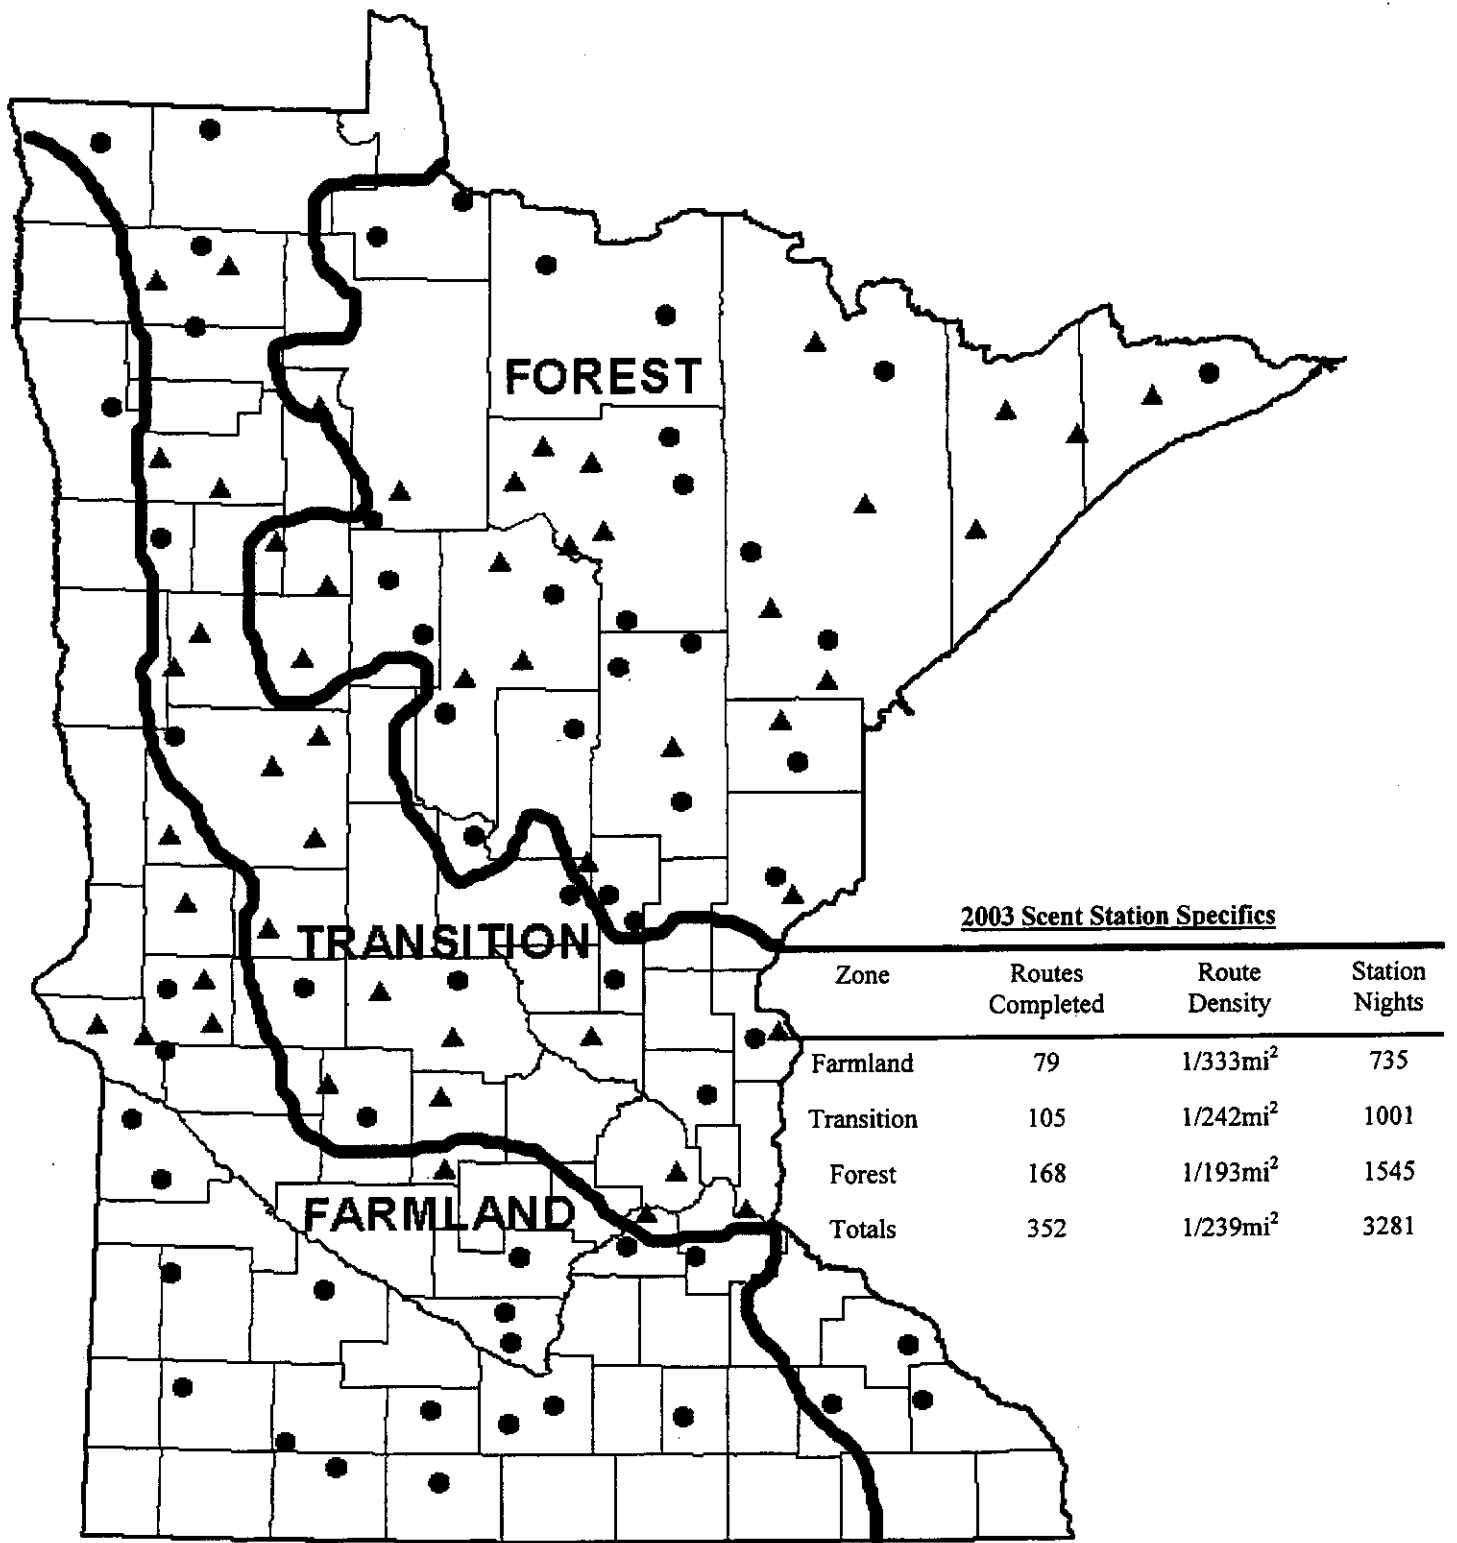 FOREST
TRANSITION
FARMLAND
2003 Scent Station Specifics
Zone Routes Completed Route Density Station Nights
Farmland 79 1/333mi² 735
Transition 105 1/242mi² 1001
Forest 168 1/193mi² 1545
Totals 352 1/239mi² 3281